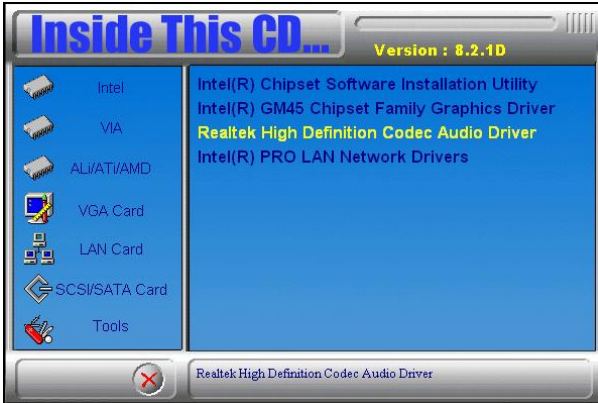 Inside This CD...
Version : 8.2.1D
Intel
VIA
ALi/ATi/AMD
VGA Card
LAN Card
SCSI/SATA Card
Tools
Intel(R) Chipset Software Installation Utility
Intel(R) GM45 Chipset Family Graphics Driver
Realtek High Definition Codec Audio Driver
Intel(R) PRO LAN Network Drivers
Realtek High Definition Codec Audio Driver